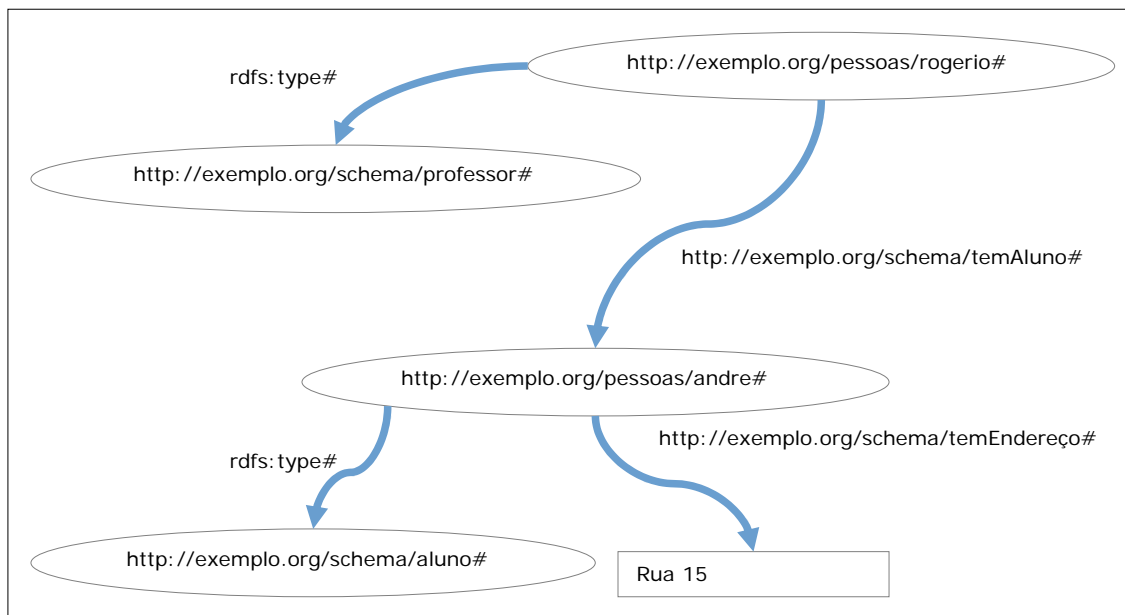 http://exemplo.org/pessoas/rogerio#
rdfs:type#
http://exemplo.org/schema/professor#
http://exemplo.org/schema/temAluno#
http://exemplo.org/pessoas/andre#
http://exemplo.org/schema/temEndereço#
rdfs:type#
http://exemplo.org/schema/aluno#
Rua 15